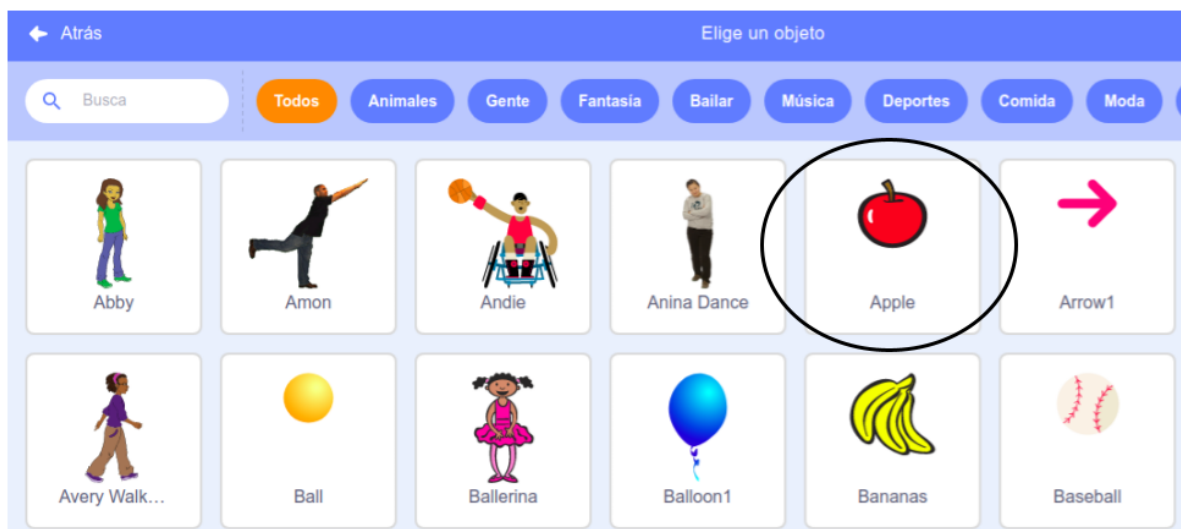 Atrás
Elige un objeto
Busca
Todos
Animales
Gente
Fantasía
Bailar
Música
Deportes
Comida
Moda
Abby
Amon
Andie
Anina Dance
Apple
Arrow1
Avery Walk...
Ball
Ballerina
Balloon1
Bananas
Baseball